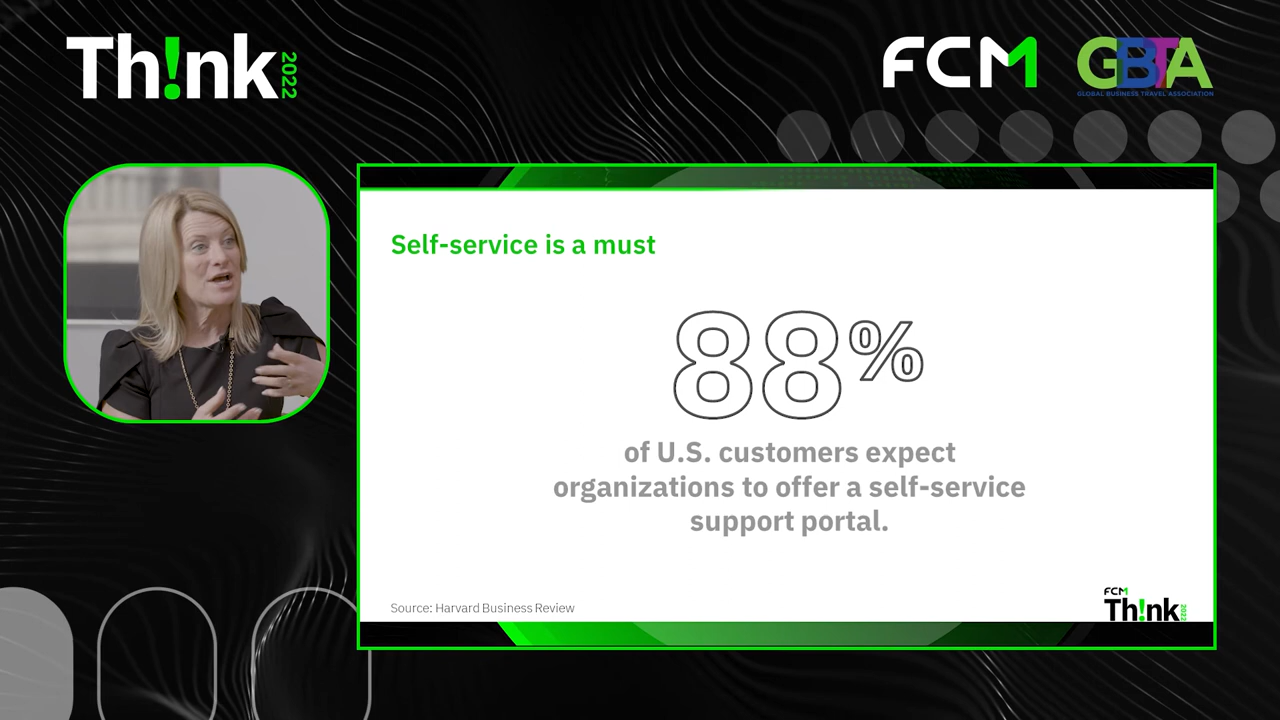 Th!nk 2022
FCM
GBTA
GLOBAL BUSINESS TRAVEL ASSOCIATION
Self-service is a must
88%
of U.S. customers expect
organizations to offer a self-service
support portal.
Source: Harvard Business Review
FCM
Th!nk 2022